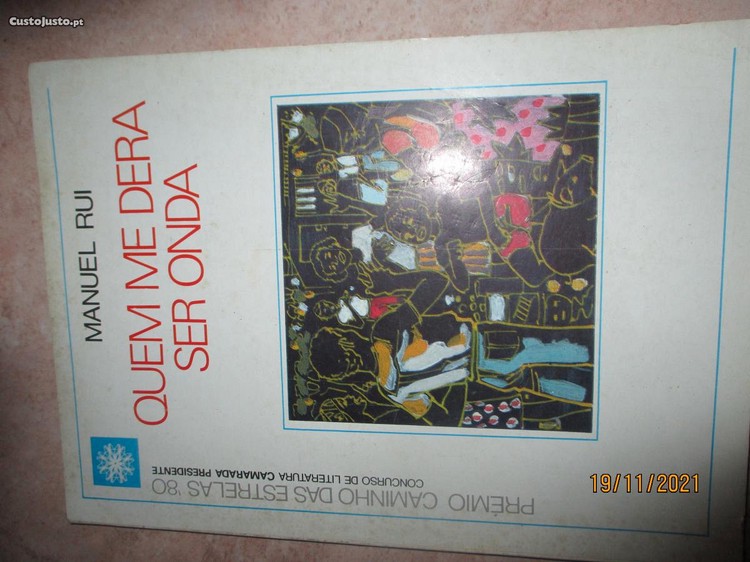 CustoJusto.pt
MANUEL RUI
QUEM ME DERA
SER ONDA
PRÉMIO CAMINHO DAS ESTRELAS '80
CONCURSO DE LITERATURA CAMARADA PRESIDENTE
19/11/2021